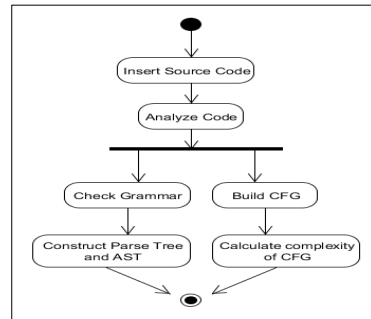 Insert Source Code
Analyze Code
Check Grammar
Build CFG
Construct Parse Tree
and AST
Calculate complexity
of CFG